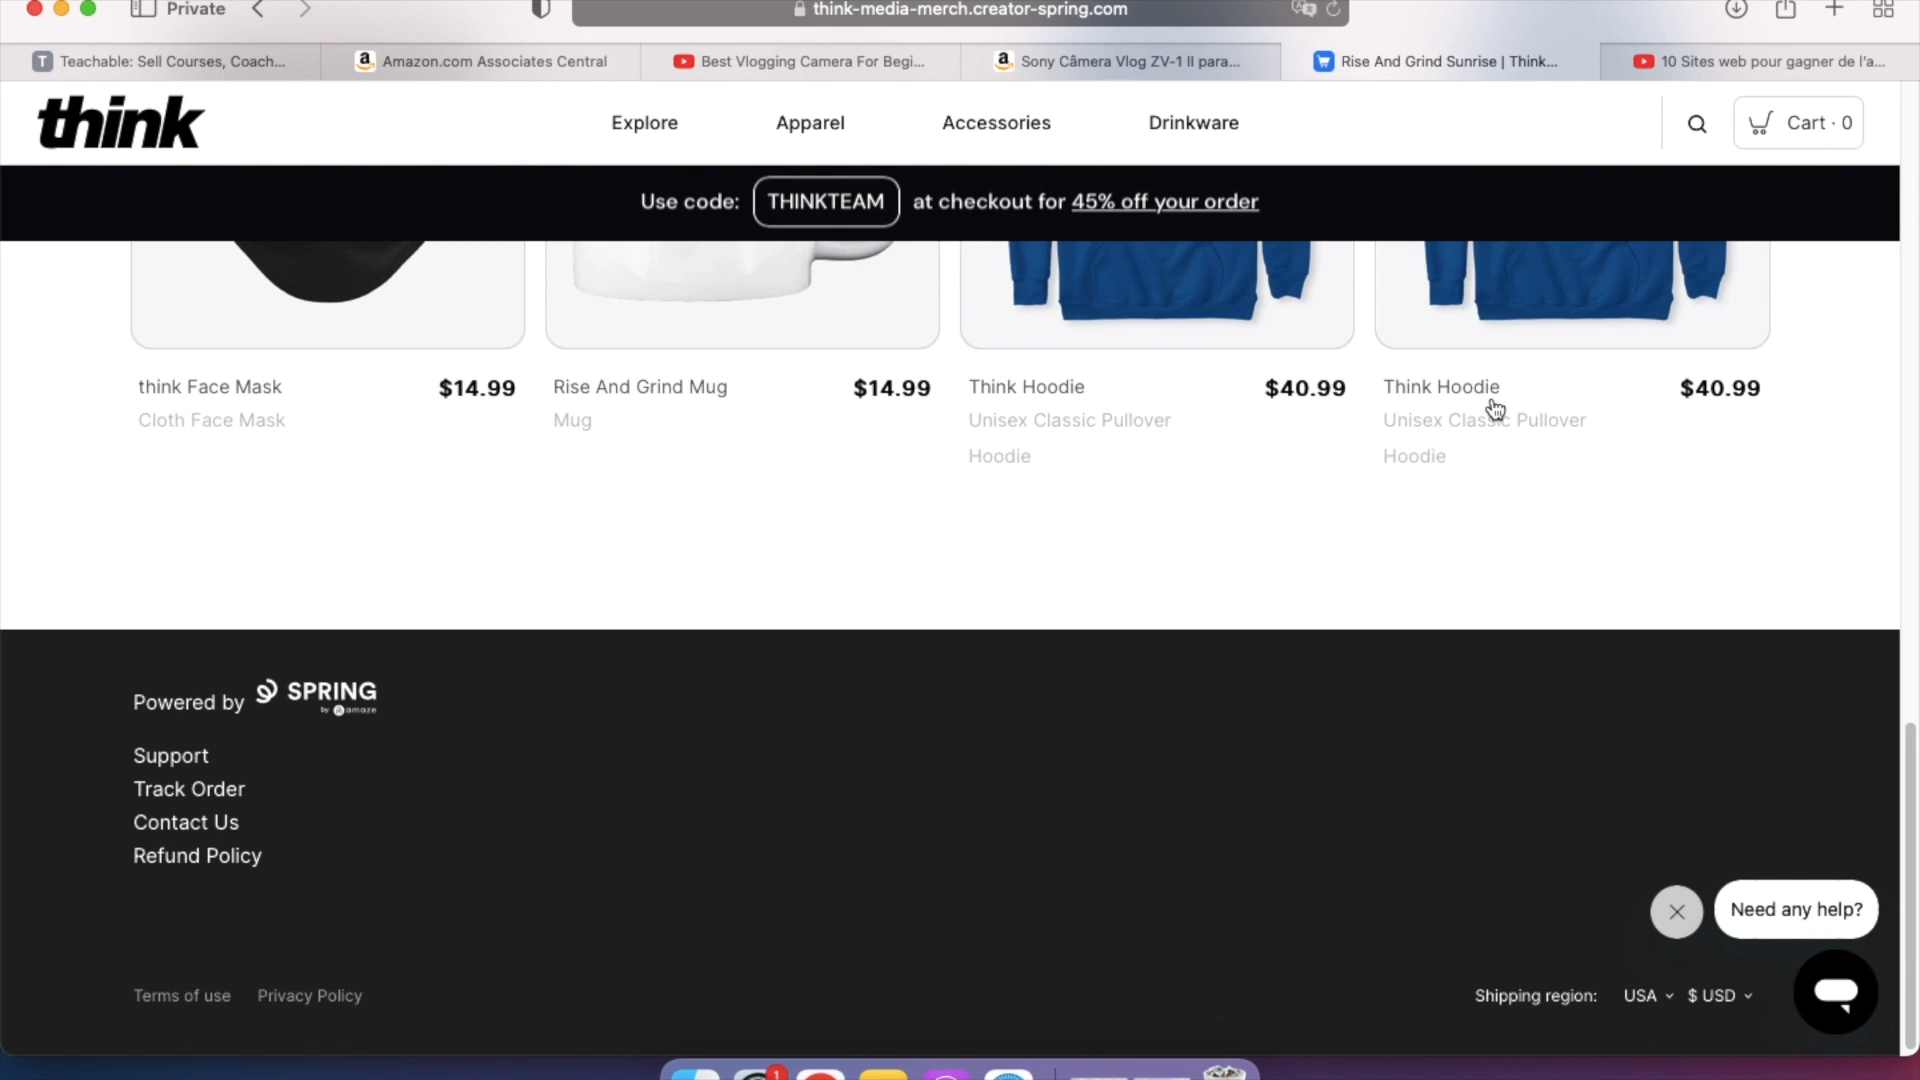 Private
think-media-merch.creator-spring.com
Teachable: Sell Courses, Coach...
Amazon.com Associates Central
Best Vlogging Camera For Begi...
Sony Câmera Vlog ZV-1 II para...
Rise And Grind Sunrise | Think...
10 Sites web pour gagner de l'a...
think
Explore
Apparel
Accessories
Drinkware
Cart · 0
Use code: THINKTEAM at checkout for 45% off your order
think Face Mask
$14.99
Cloth Face Mask
Rise And Grind Mug
$14.99
Mug
Think Hoodie
$40.99
Unisex Classic Pullover
Hoodie
Think Hoodie
$40.99
Unisex Classic Pullover
Hoodie
Powered by SPRING
by amaze
Support
Track Order
Contact Us
Refund Policy
Need any help?
Terms of use
Privacy Policy
Shipping region:
USA
$ USD
1